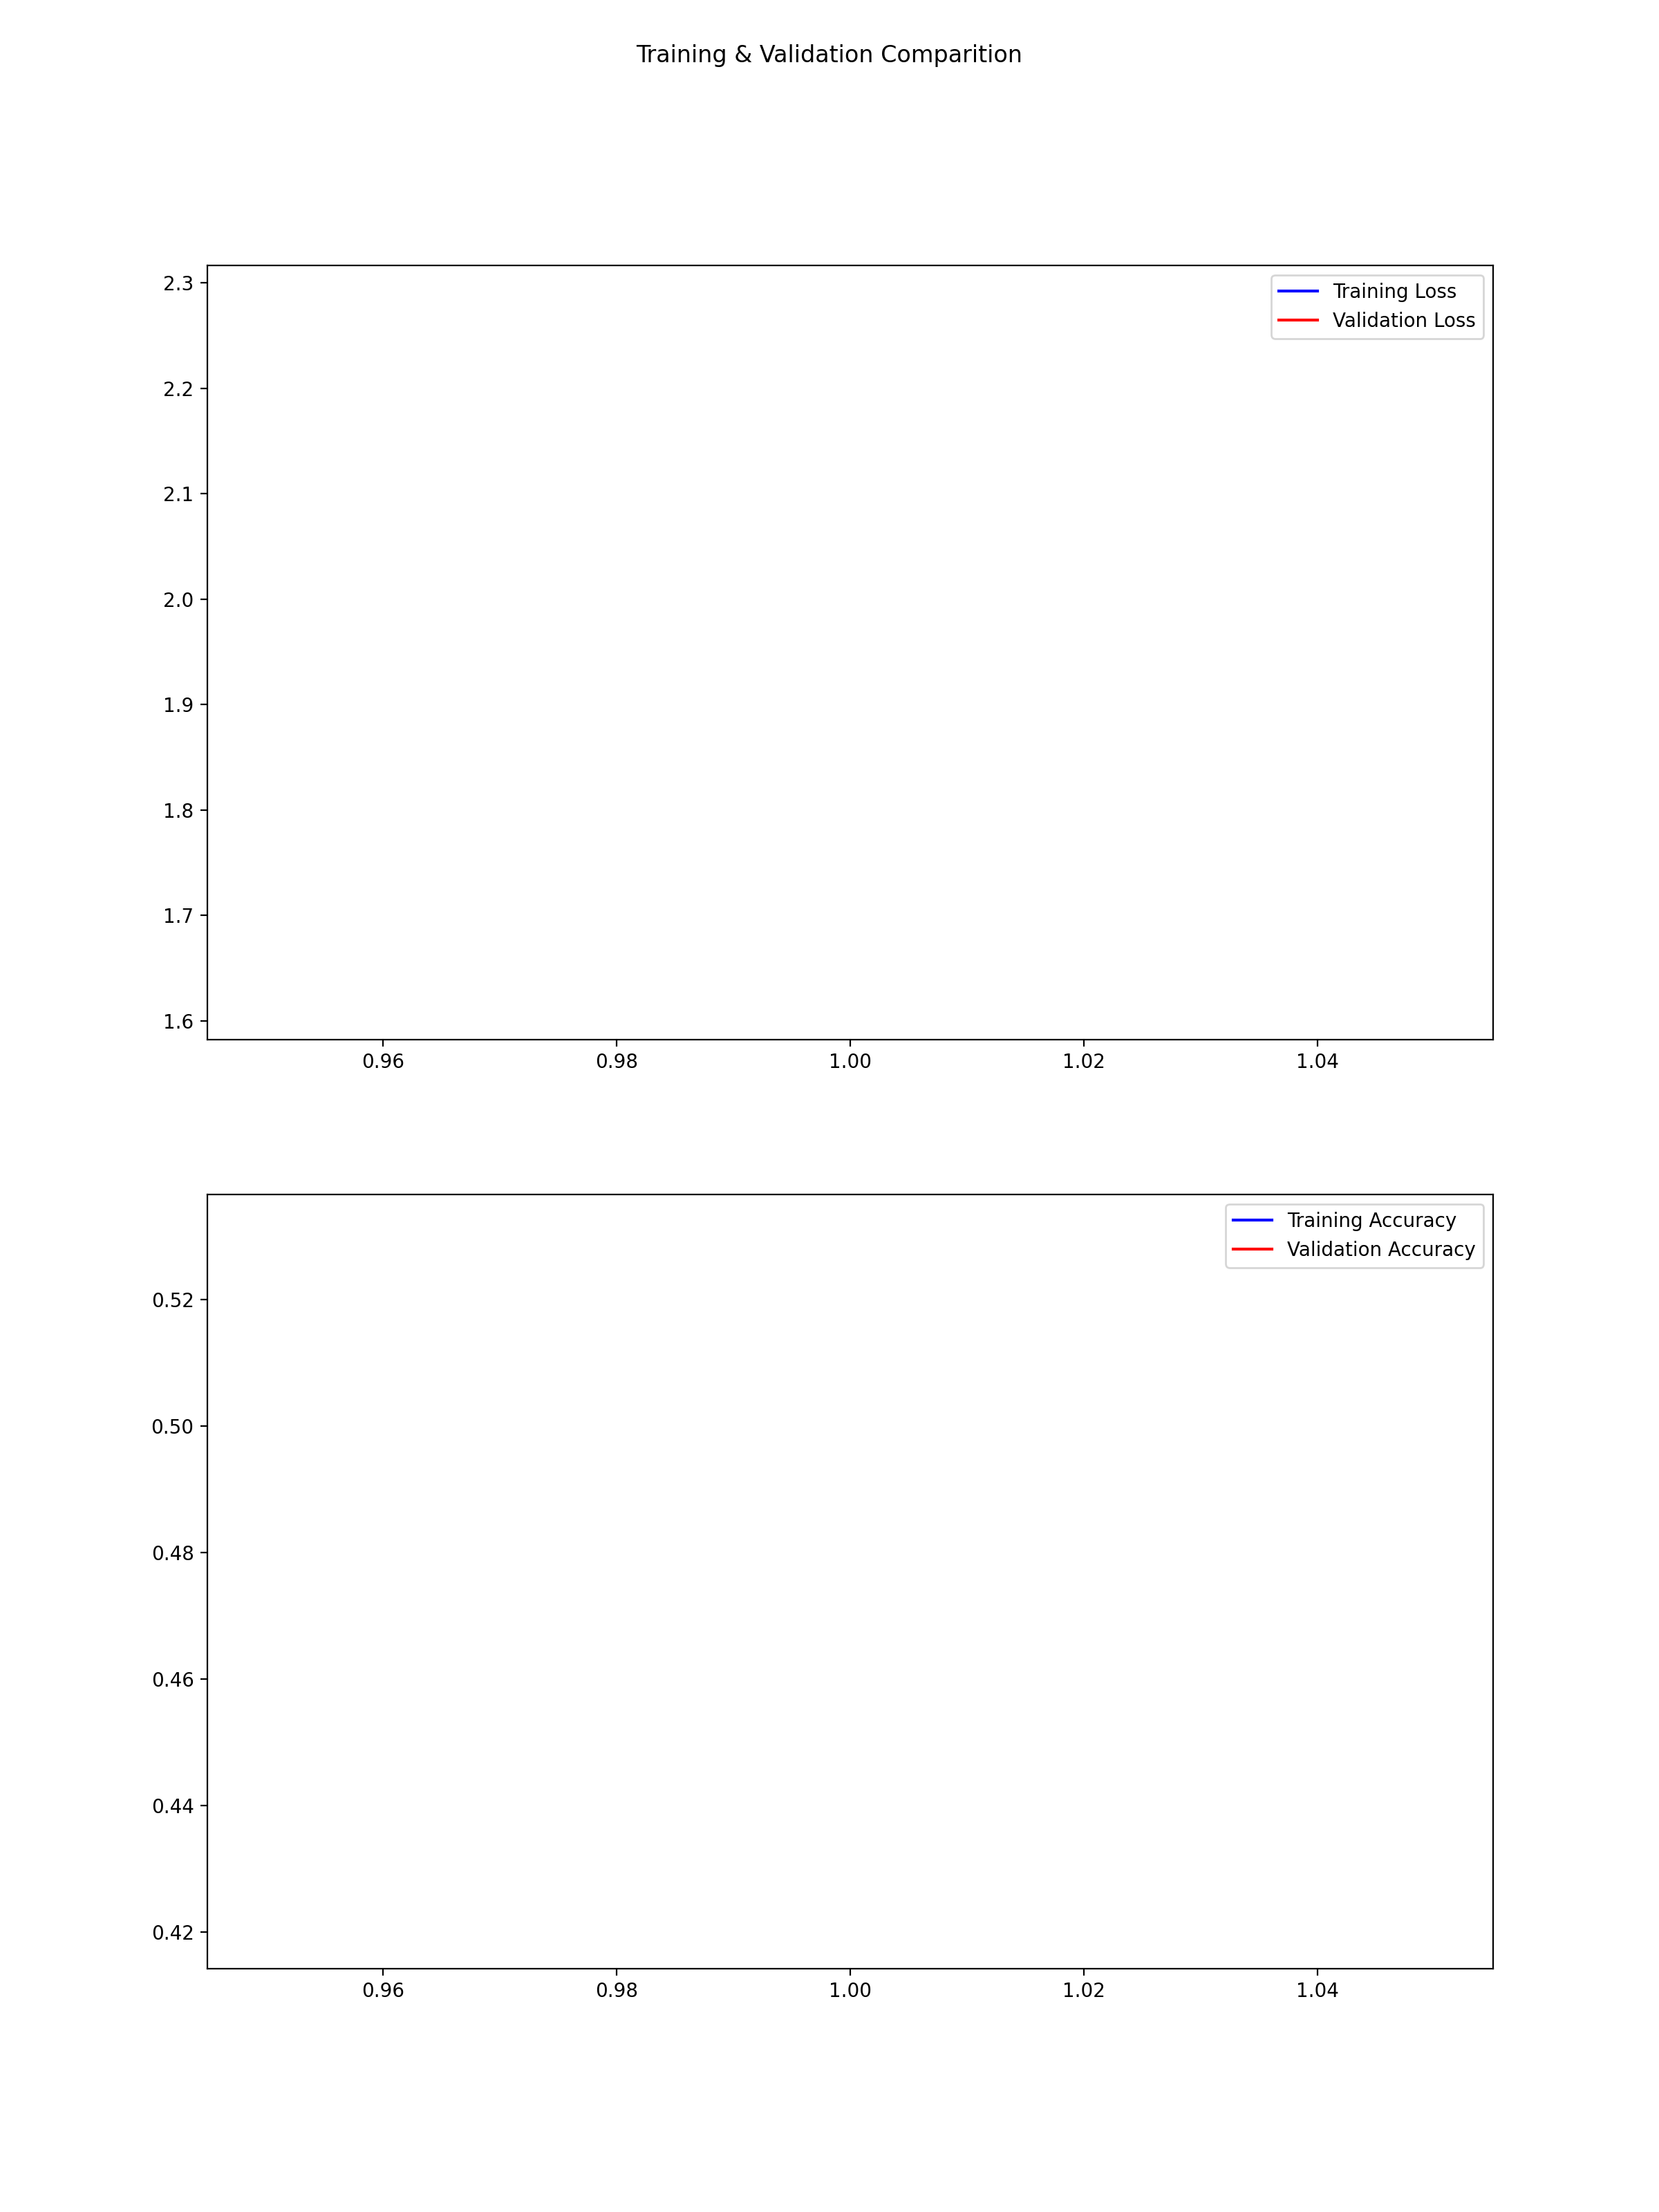 Training & Validation Comparition
2.3
2.2
2.1
2.0
1.9
1.8
1.7
1.6
Training Loss
Validation Loss
0.96 0.98 1.00 1.02 1.04
Training Accuracy
Validation Accuracy
0.52
0.50
0.48
0.46
0.44
0.42
0.96 0.98 1.00 1.02 1.04